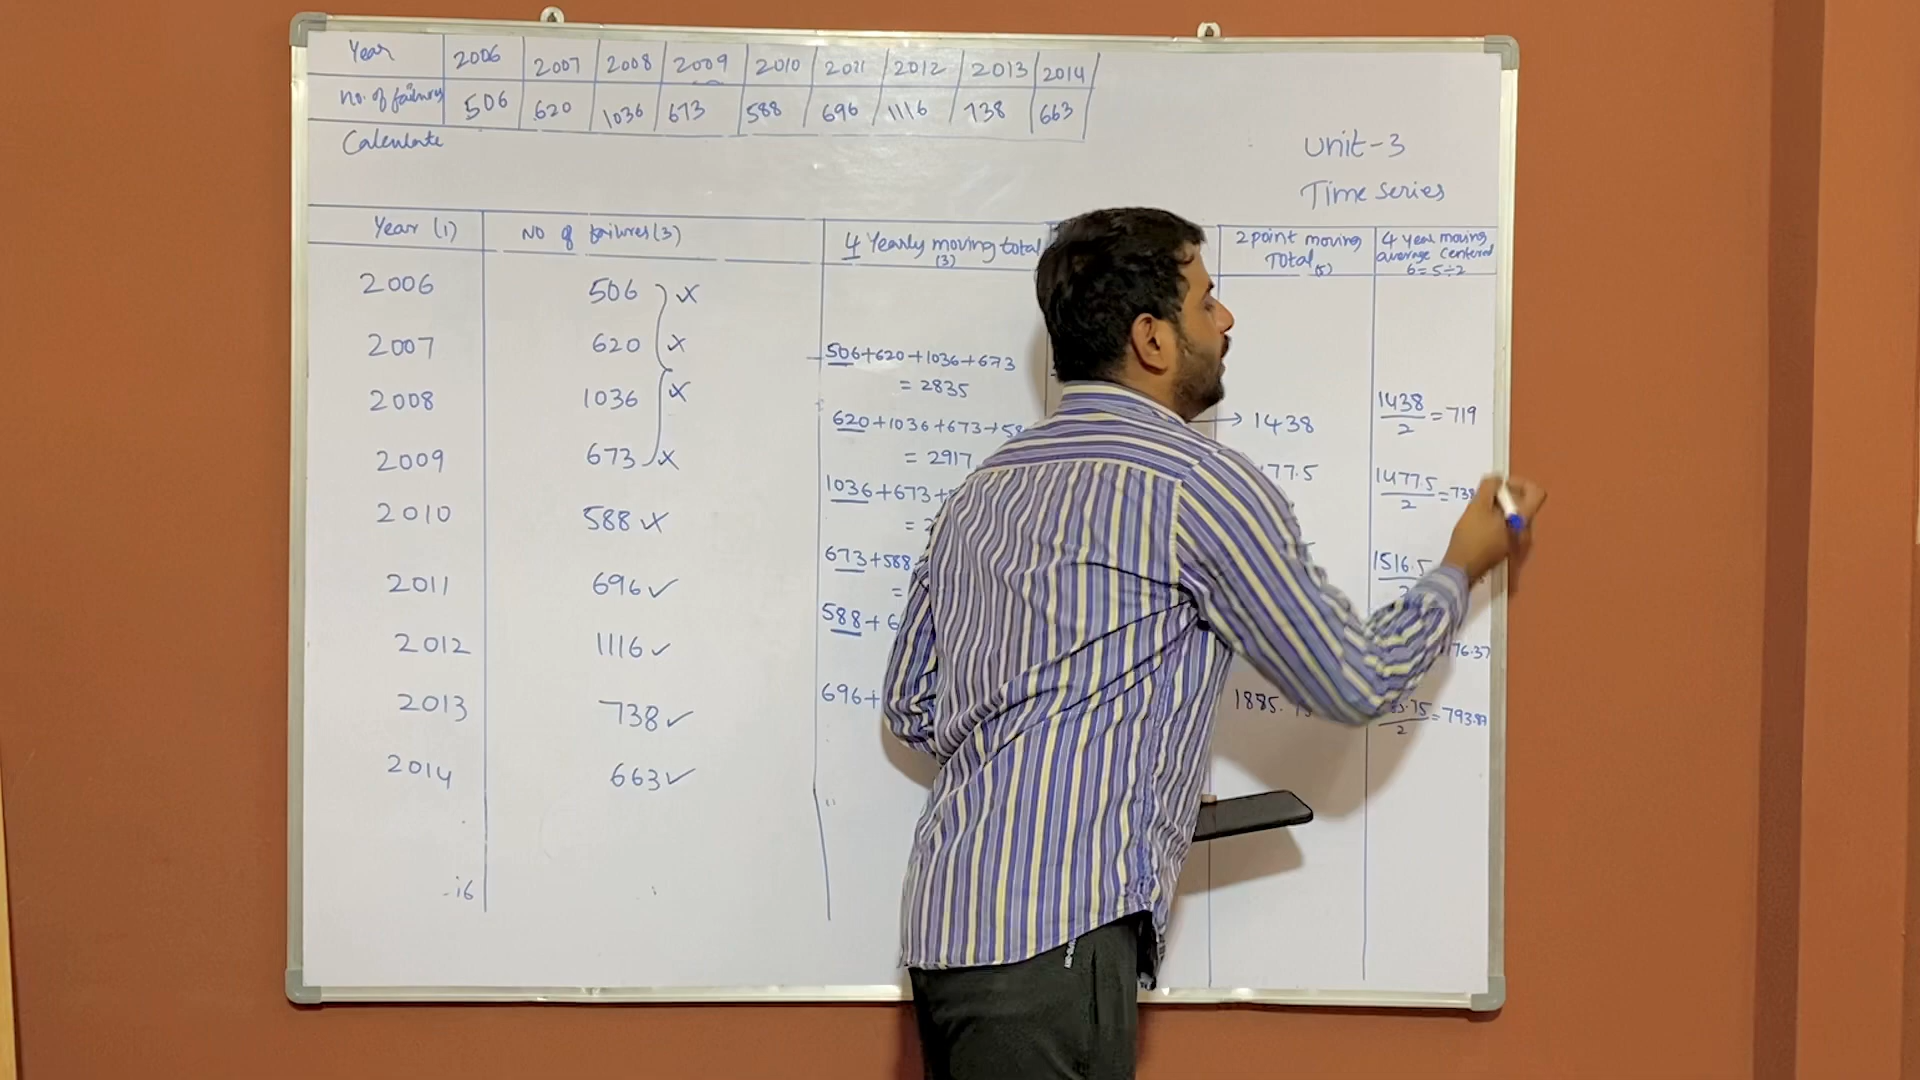 Year 2006 2007 2008 2009 2010 2011 2012 2013 2014
no. of failures 506 620 1036 673 588 696 1116 738 663
Calculate
Unit-3
Time series
Year (1) NO of failures (3) 4 Yearly moving total (3) 2 point moving Total (5) 4 year moving average centered 6=5÷2
2006 506 x
2007 620 x
506+620+1036+673
= 2835
2008 1036 x
620+1036+673+58
= 2917
1438
1438/2 = 719
2009 673 x
1036+673+
= 2
77.5
1477.5/2 = 738
2010 588 x
673+588
=
1516.5
2011 696 ✓
588+6
2012 1116 ✓
76.37
2013 738 ✓
696+
1885.
.75/2 = 793.87
2014 663 ✓
-i6